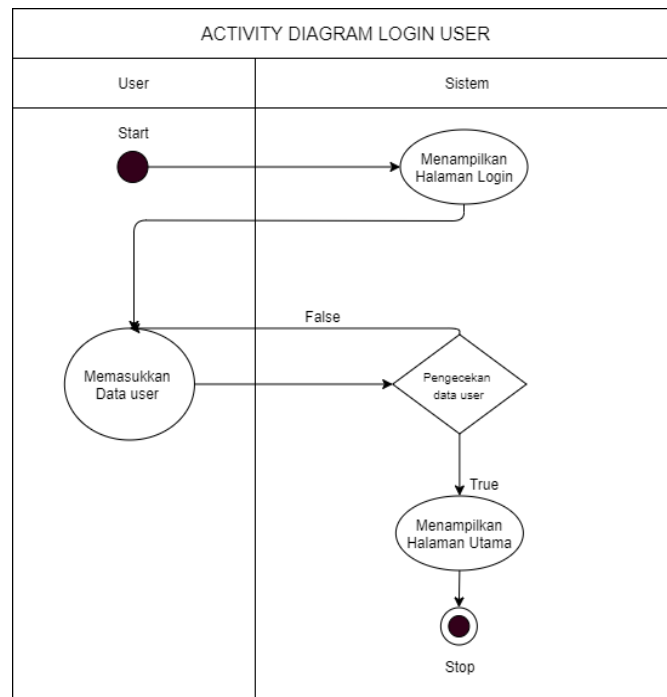 ACTIVITY DIAGRAM LOGIN USER
User
Sistem
Start
Menampilkan
Halaman Login
False
Memasukkan
Data user
Pengecekan
data user
True
Menampilkan
Halaman Utama
Stop